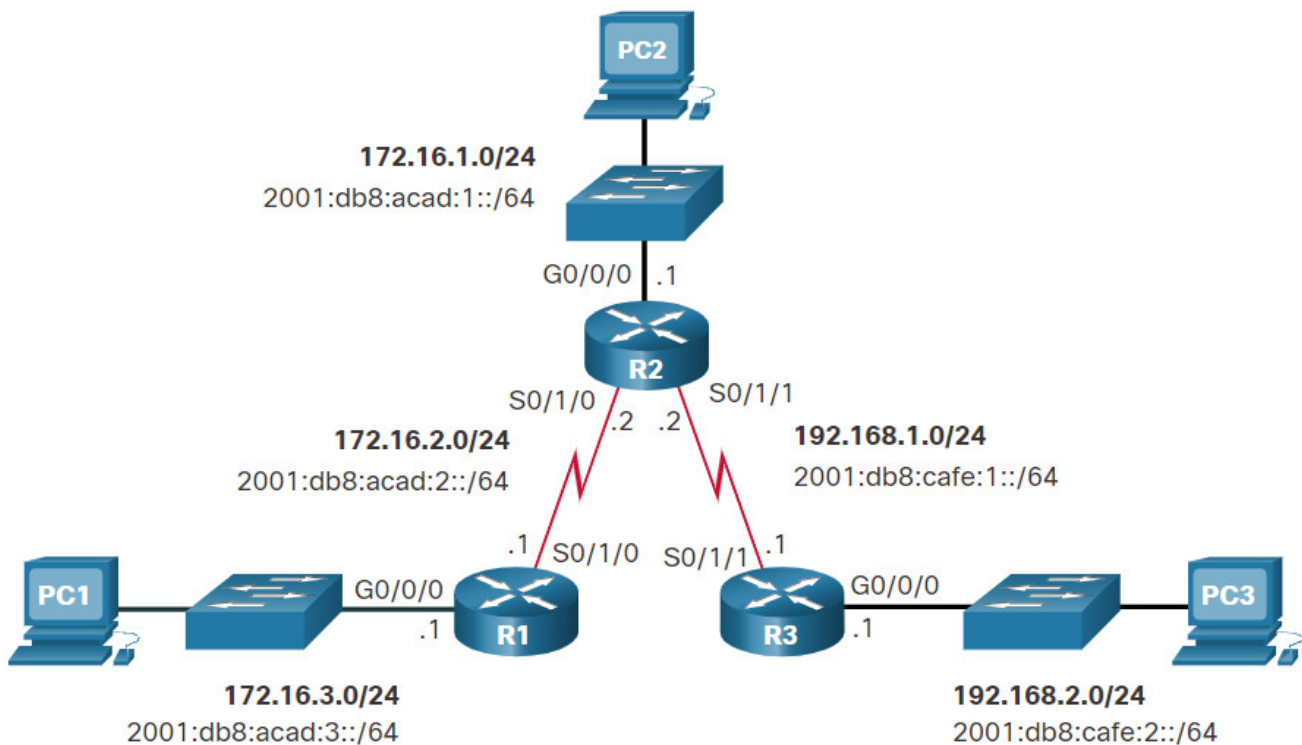 PC2
172.16.1.0/24
2001:db8:acad:1::/64
G0/0/0
.1
R2
S0/1/0
S0/1/1
.2
.2
172.16.2.0/24
192.168.1.0/24
2001:db8:acad:2::/64
2001:db8:cafe:1::/64
.1
S0/1/0
S0/1/1
.1
PC1
G0/0/0
.1
R1
R3
G0/0/0
.1
PC3
172.16.3.0/24
2001:db8:acad:3::/64
192.168.2.0/24
2001:db8:cafe:2::/64